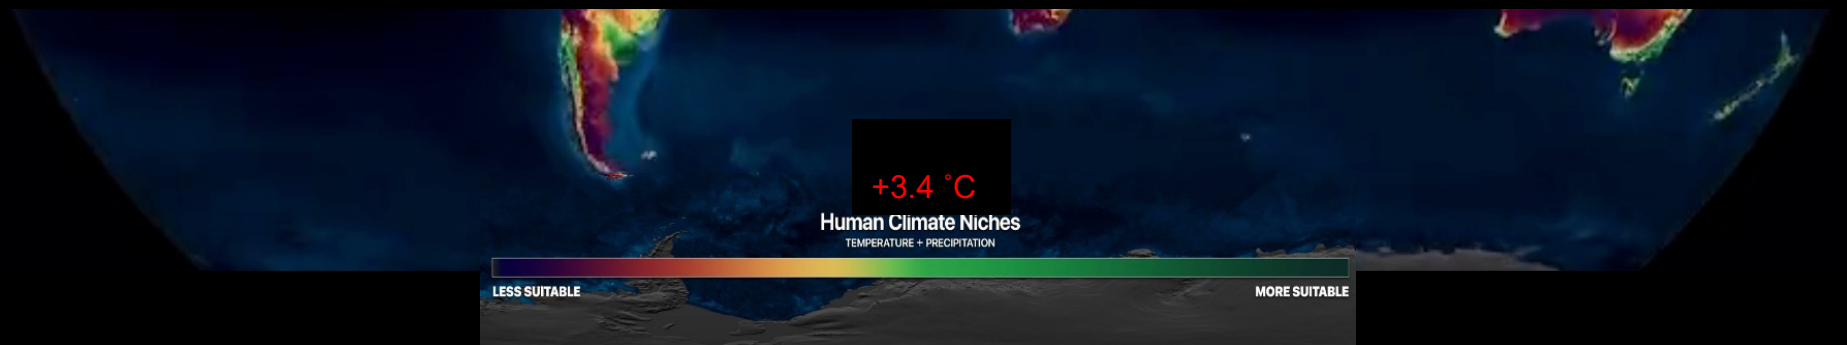 +3.4 °C
Human Climate Niches
TEMPERATURE + PRECIPITATION
LESS SUITABLE
MORE SUITABLE